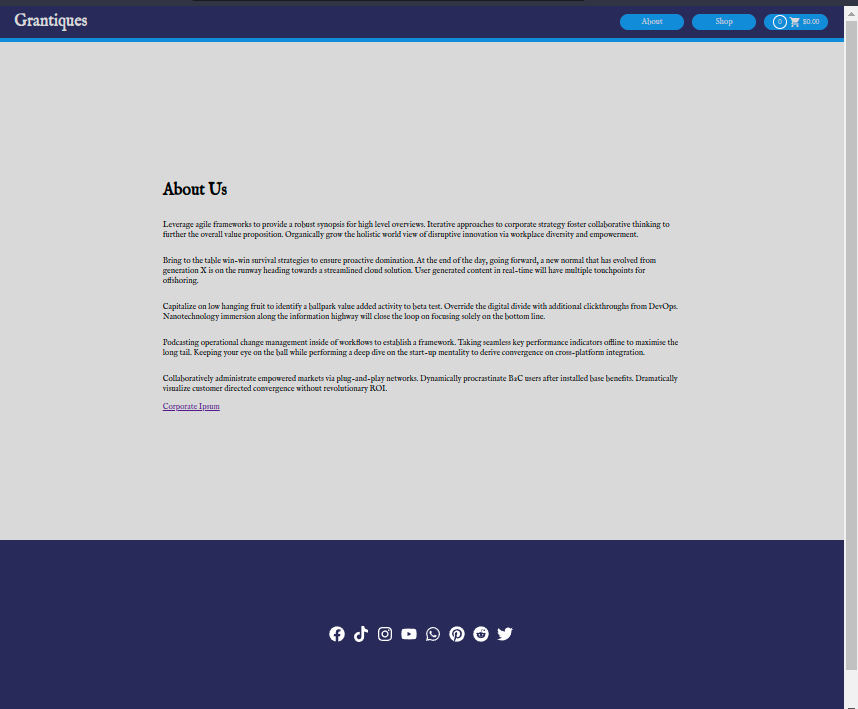 Grantiques
About
Shop
0 $0.00
About Us
Leverage agile frameworks to provide a robust synopsis for high level overviews. Iterative approaches to corporate strategy foster collaborative thinking to
further the overall value proposition. Organically grow the holistic world view of disruptive innovation via workplace diversity and empowerment.
Bring to the table win-win survival strategies to ensure proactive domination. At the end of the day, going forward, a new normal that has evolved from
generation X is on the runway heading towards a streamlined cloud solution. User generated content in real-time will have multiple touchpoints for
offshoring.
Capitalize on low hanging fruit to identify a ballpark value added activity to beta test. Override the digital divide with additional clickthroughs from DevOps.
Nanotechnology immersion along the information highway will close the loop on focusing solely on the bottom line.
Podcasting operational change management inside of workflows to establish a framework. Taking seamless key performance indicators offline to maximise the
long tail. Keeping your eye on the ball while performing a deep dive on the start-up mentality to derive convergence on cross-platform integration.
Collaboratively administrate empowered markets via plug-and-play networks. Dynamically procrastinate B2C users after installed base benefits. Dramatically
visualize customer directed convergence without revolutionary ROI.
Corporate Ipsum